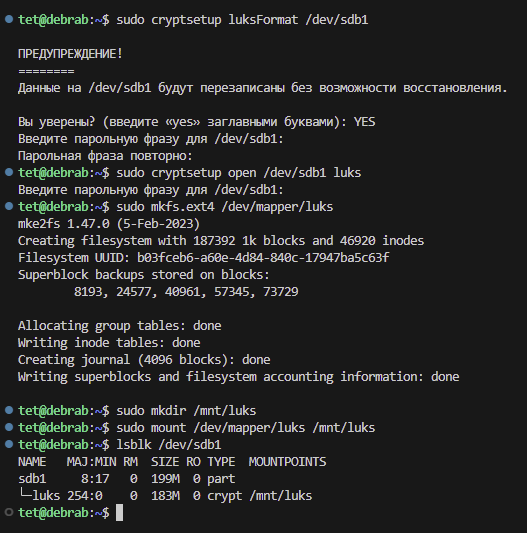 tet@debrab:~$ sudo cryptsetup luksFormat /dev/sdb1
ПРЕДУПРЕЖДЕНИЕ!
========
Данные на /dev/sdb1 будут перезаписаны без возможности восстановления.
Вы уверены? (введите «yes» заглавными буквами): YES
Введите парольную фразу для /dev/sdb1:
Парольная фраза повторно:
tet@debrab:~$ sudo cryptsetup open /dev/sdb1 luks
Введите парольную фразу для /dev/sdb1:
tet@debrab:~$ sudo mkfs.ext4 /dev/mapper/luks
mke2fs 1.47.0 (5-Feb-2023)
Creating filesystem with 187392 1k blocks and 46920 inodes
Filesystem UUID: b03fceb6-a60e-4d84-840c-17947ba5c63f
Superblock backups stored on blocks:
        8193, 24577, 40961, 57345, 73729
Allocating group tables: done
Writing inode tables: done
Creating journal (4096 blocks): done
Writing superblocks and filesystem accounting information: done
tet@debrab:~$ sudo mkdir /mnt/luks
tet@debrab:~$ sudo mount /dev/mapper/luks /mnt/luks
tet@debrab:~$ lsblk /dev/sdb1
NAME   MAJ:MIN RM  SIZE RO TYPE  MOUNTPOINTS
sdb1     8:17   0  199M  0 part
└─luks 254:0    0  183M  0 crypt /mnt/luks
tet@debrab:~$